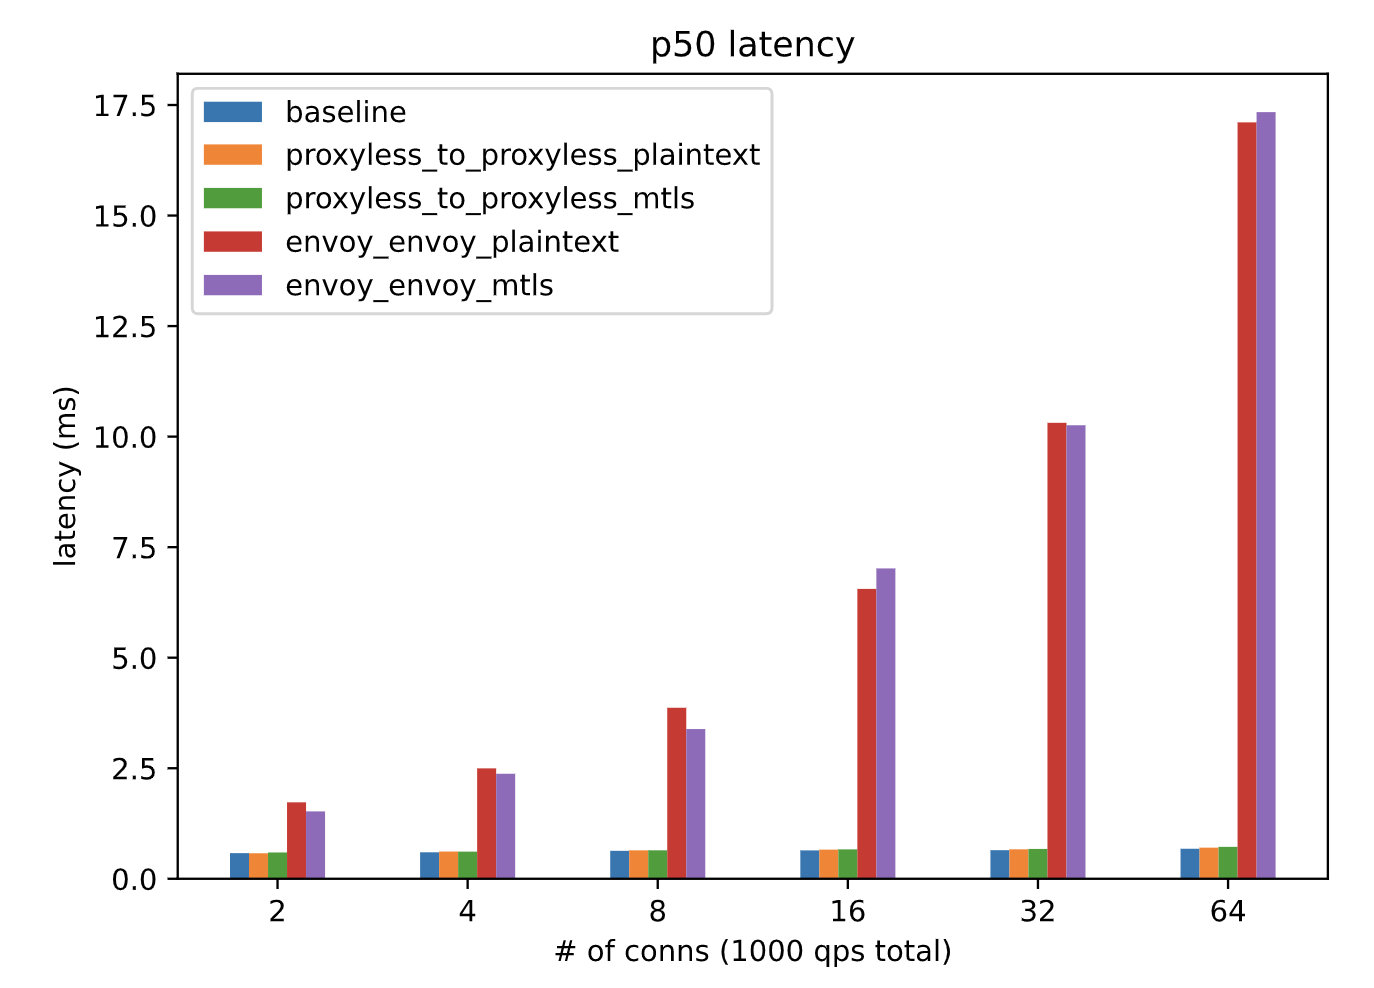 p50 latency
baseline
proxyless_to_proxyless_plaintext
proxyless_to_proxyless_mtls
envoy_envoy_plaintext
envoy_envoy_mtls
latency (ms)
17.5
15.0
12.5
10.0
7.5
5.0
2.5
0.0
2 4 8 16 32 64
# of conns (1000 qps total)